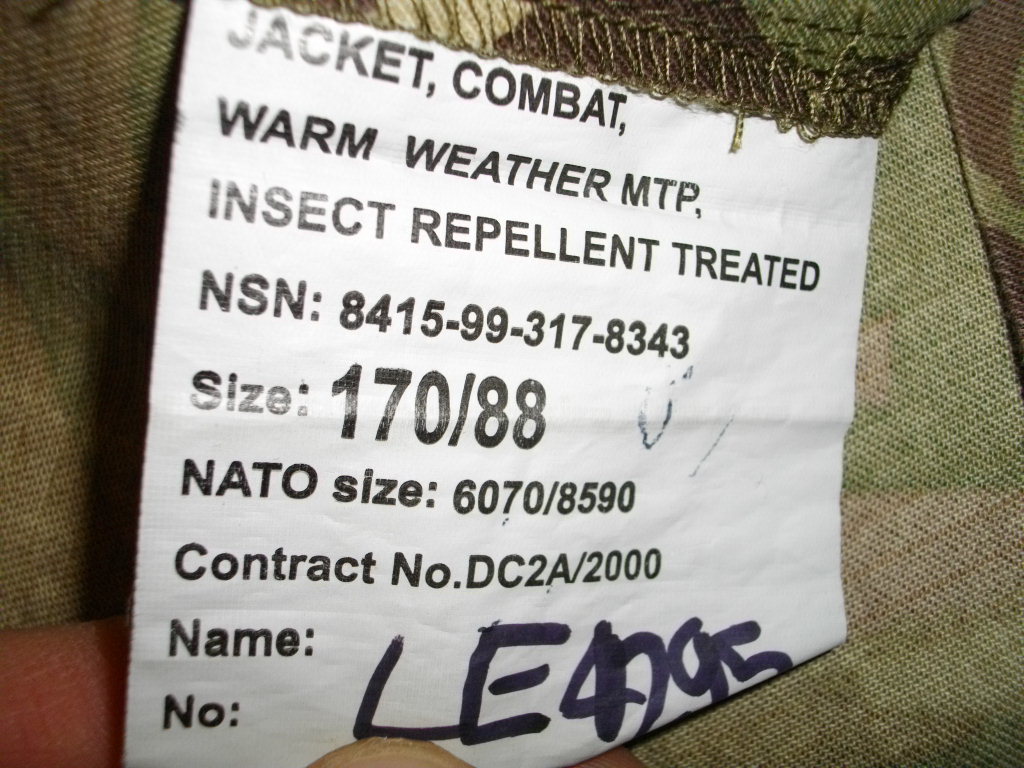 JACKET, COMBAT,
WARM WEATHER MTP,
INSECT REPELLENT TREATED
NSN: 8415-99-317-8343
Size: 170/88
NATO size: 6070/8590
Contract No.DC2A/2000
Name:
No: